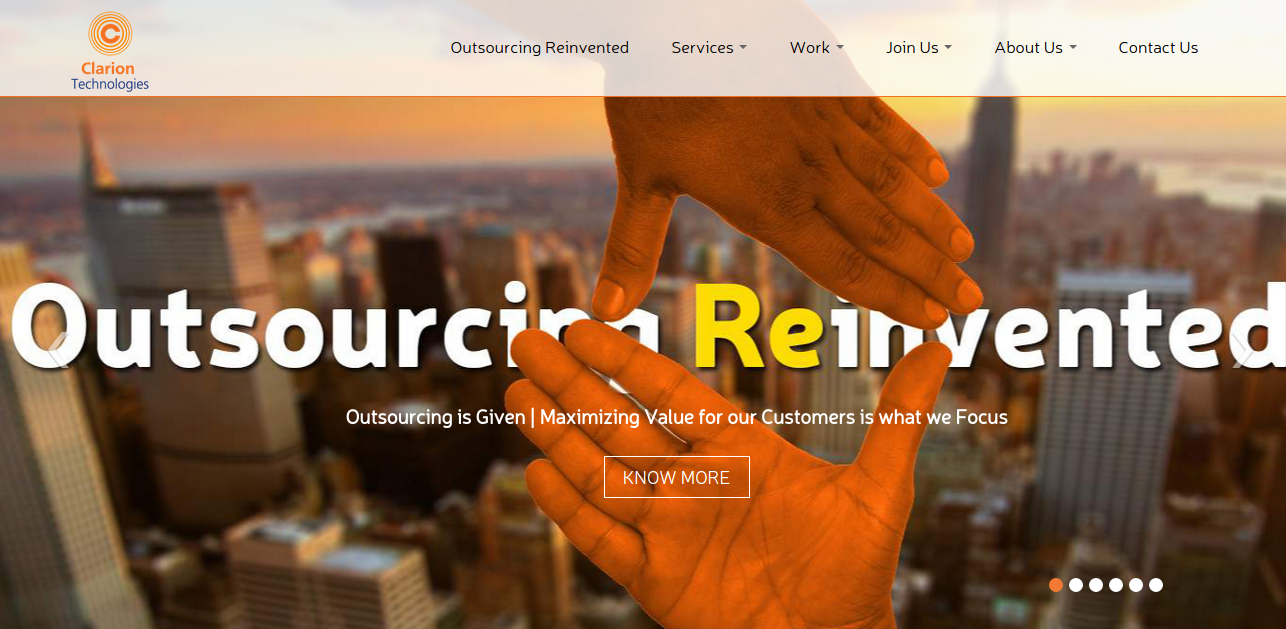 Clarion
Technologies
Outsourcing Reinvented
Services
Work
Join Us
About Us
Contact Us
Outsourcing Reinvented
Outsourcing is Given | Maximizing Value for our Customers is what we Focus
KNOW MORE